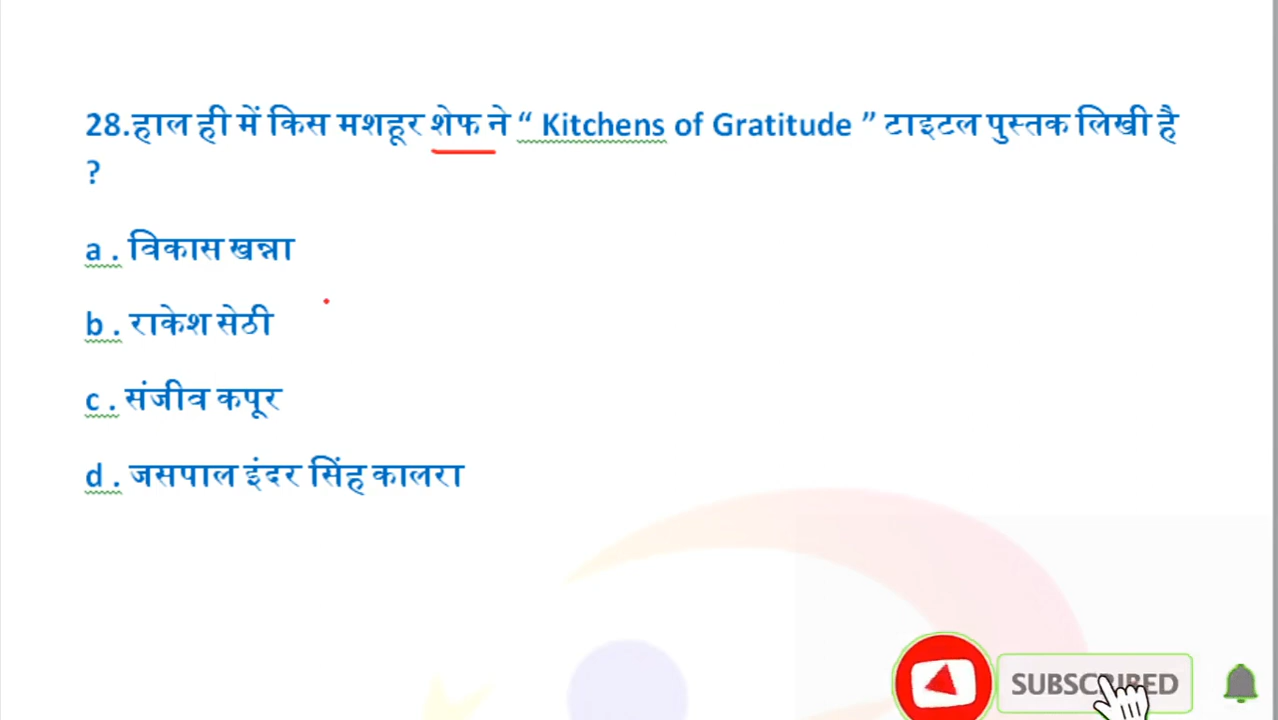 28.हाल ही में किस मशहूर शेफ ने “ Kitchens of Gratitude ” टाइटल पुस्तक लिखी है
?
a . विकास खन्ना
b . राकेश सेठी
c . संजीव कपूर
d . जसपाल इंदर सिंह कालरा
SUBSCRIBED